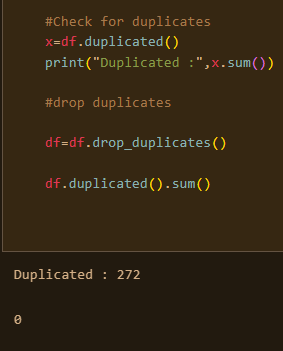 #Check for duplicates
x=df.duplicated()
print("Duplicated :",x.sum())
#drop duplicates
df=df.drop_duplicates()
df.duplicated().sum()
Duplicated : 272
0